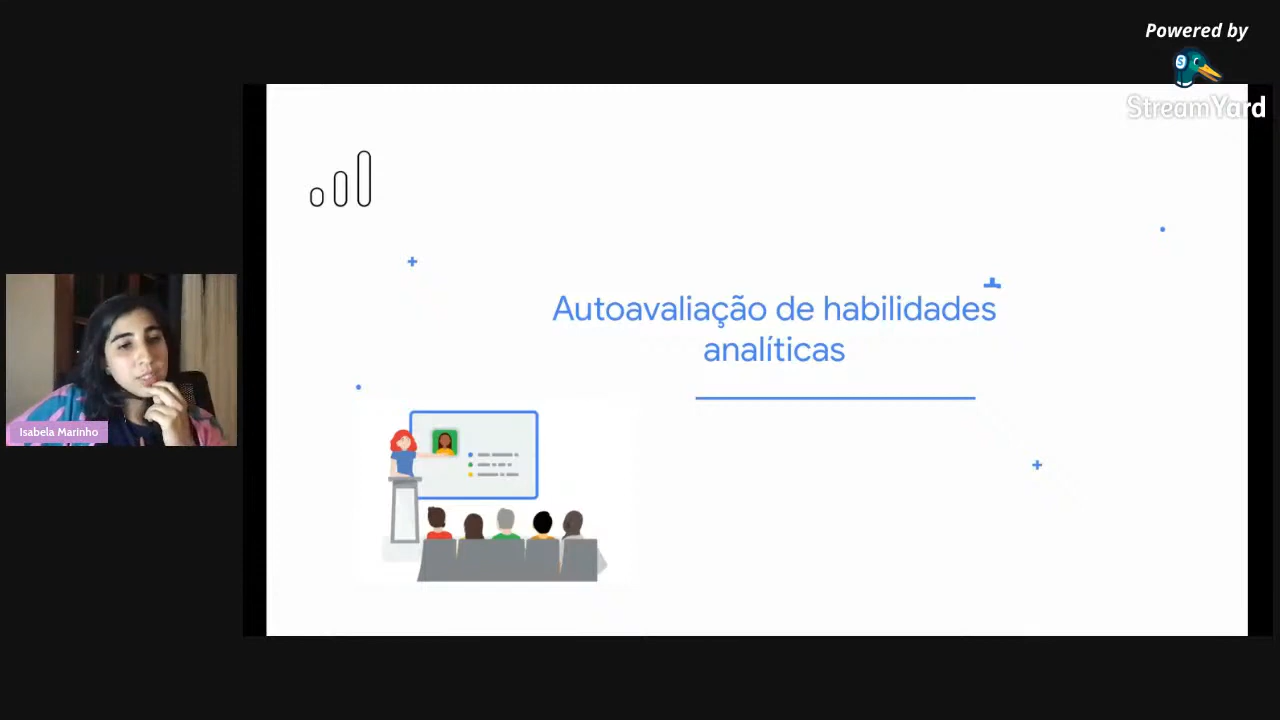 Powered by
StreamYard
Autoavaliação de habilidades
analíticas
Isabela Marinho